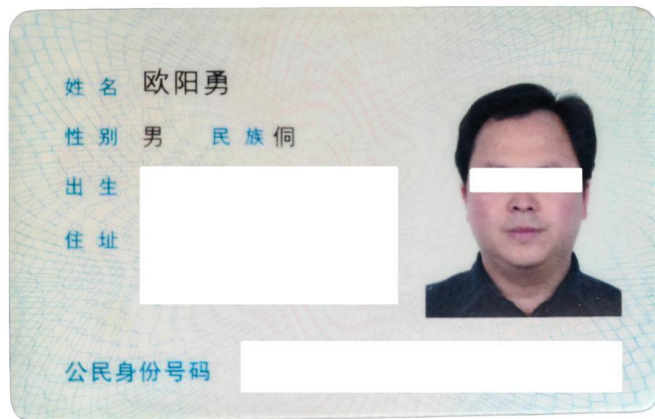 姓名 欧阳勇
性别 男 民族 侗
出生
住址
公民身份号码